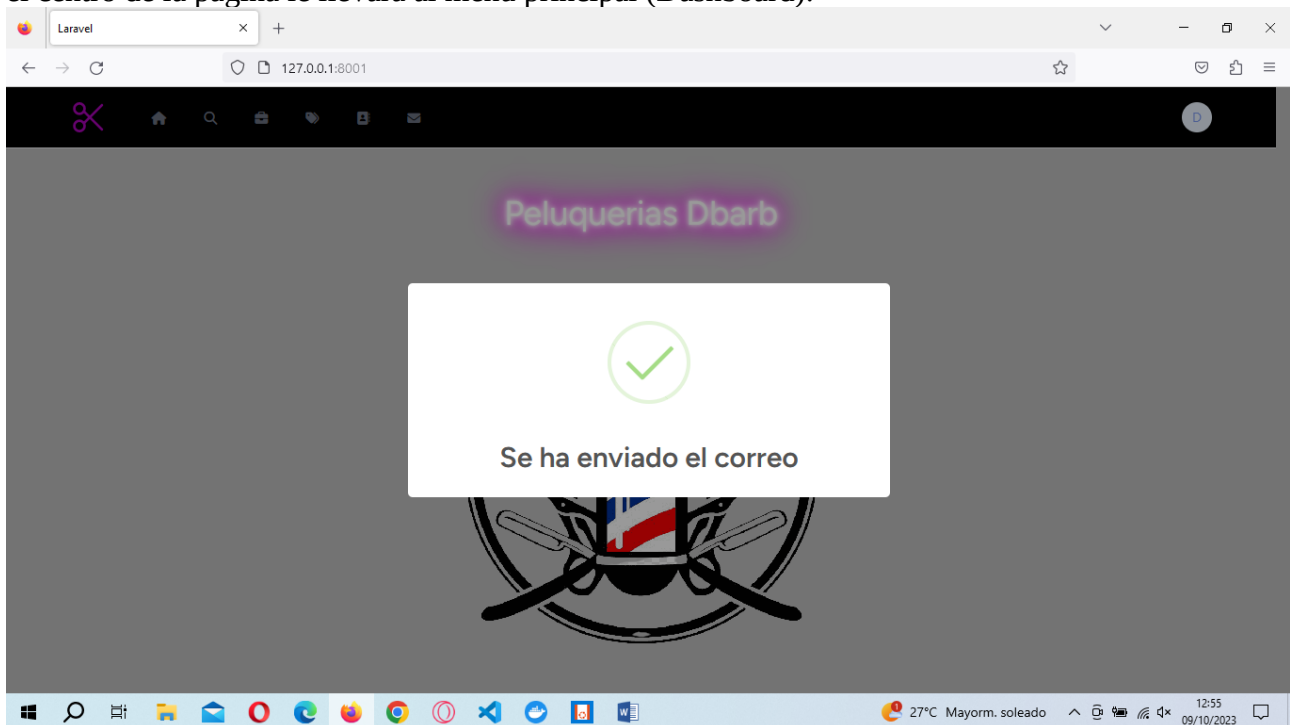 el centro de la página le llevará al menú principal (Dashboard).
Laravel
127.0.0.1:8001
D
Peluquerias Dbarb
Se ha enviado el correo
27°C Mayorm. soleado
12:55
09/10/2023